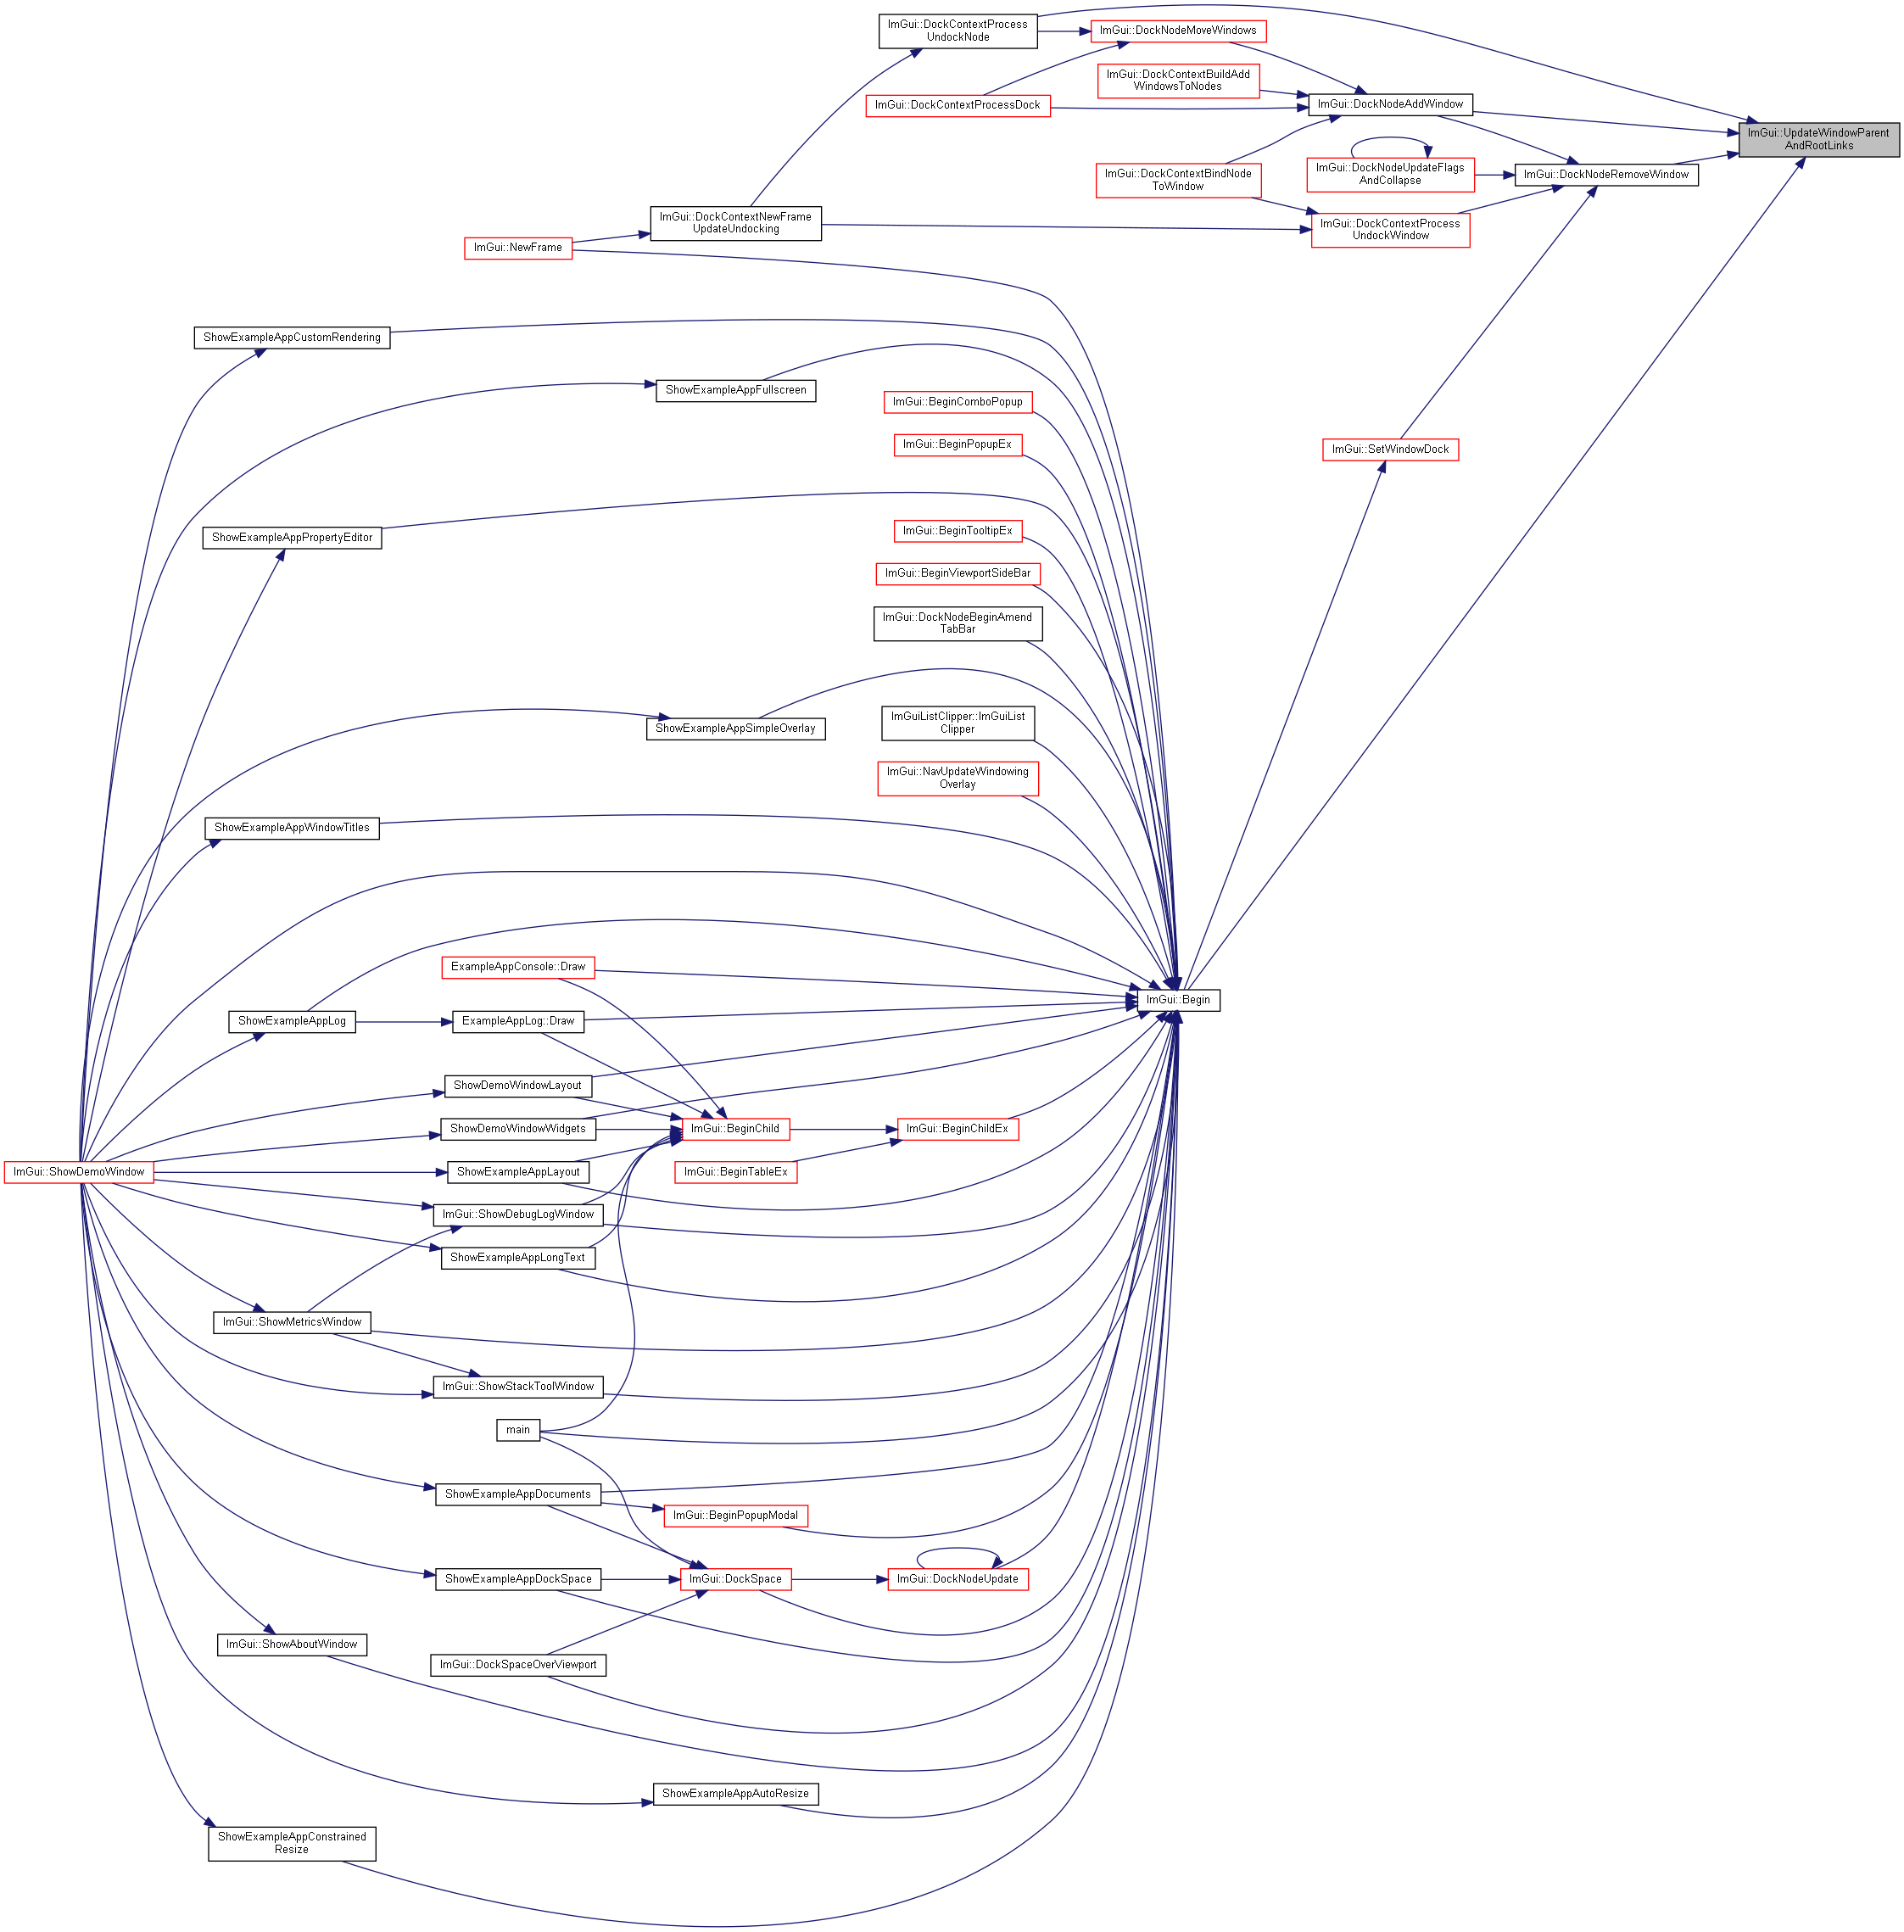 ImGui::DockContextProcess
UndockNode
ImGui::DockNodeMoveWindows
ImGui::DockContextBuildAdd
WindowsToNodes
ImGui::DockContextProcessDock
ImGui::DockNodeAddWindow
ImGui::UpdateWindowParent
AndRootLinks
ImGui::DockNodeUpdateFlags
AndCollapse
ImGui::DockNodeRemoveWindow
ImGui::DockContextBindNode
ToWindow
ImGui::DockContextNewFrame
UpdateUndocking
ImGui::DockContextProcess
UndockWindow
ImGui::NewFrame
ShowExampleAppCustomRendering
ShowExampleAppFullscreen
ImGui::BeginComboPopup
ImGui::BeginPopupEx
ImGui::SetWindowDock
ImGui::BeginTooltipEx
ShowExampleAppPropertyEditor
ImGui::BeginViewportSideBar
ImGui::DockNodeBeginAmend
TabBar
ImGuiListClipper::ImGuiList
Clipper
ShowExampleAppSimpleOverlay
ImGui::NavUpdateWindowing
Overlay
ShowExampleAppWindowTitles
ExampleAppConsole::Draw
ImGui::Begin
ShowExampleAppLog
ExampleAppLog::Draw
ShowDemoWindowLayout
ShowDemoWindowWidgets
ImGui::BeginChild
ImGui::BeginChildEx
ImGui::ShowDemoWindow
ShowExampleAppLayout
ImGui::BeginTableEx
ImGui::ShowDebugLogWindow
ShowExampleAppLongText
ImGui::ShowMetricsWindow
ImGui::ShowStackToolWindow
main
ShowExampleAppDocuments
ImGui::BeginPopupModal
ShowExampleAppDockSpace
ImGui::DockSpace
ImGui::DockNodeUpdate
ImGui::ShowAboutWindow
ImGui::DockSpaceOverViewport
ShowExampleAppAutoResize
ShowExampleAppConstrained
Resize